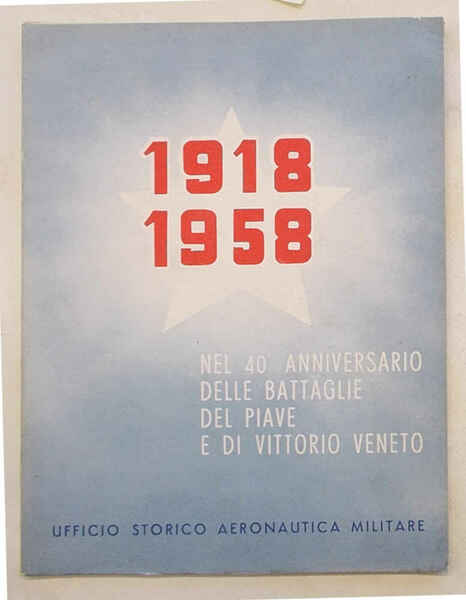 1918
1958
NEL 40° ANNIVERSARIO
DELLE BATTAGLIE
DEL PIAVE
E DI VITTORIO VENETO
UFFICIO STORICO AERONAUTICA MILITARE